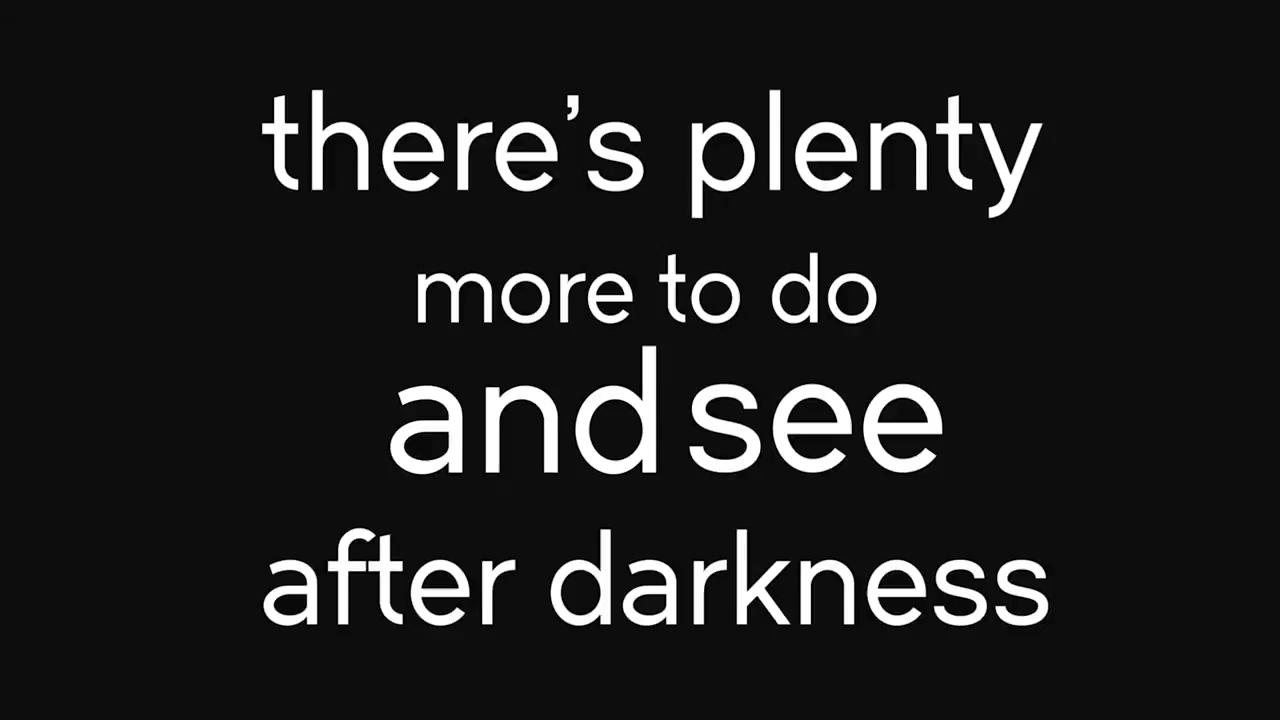 there’s plenty
more to do
and see
after darkness